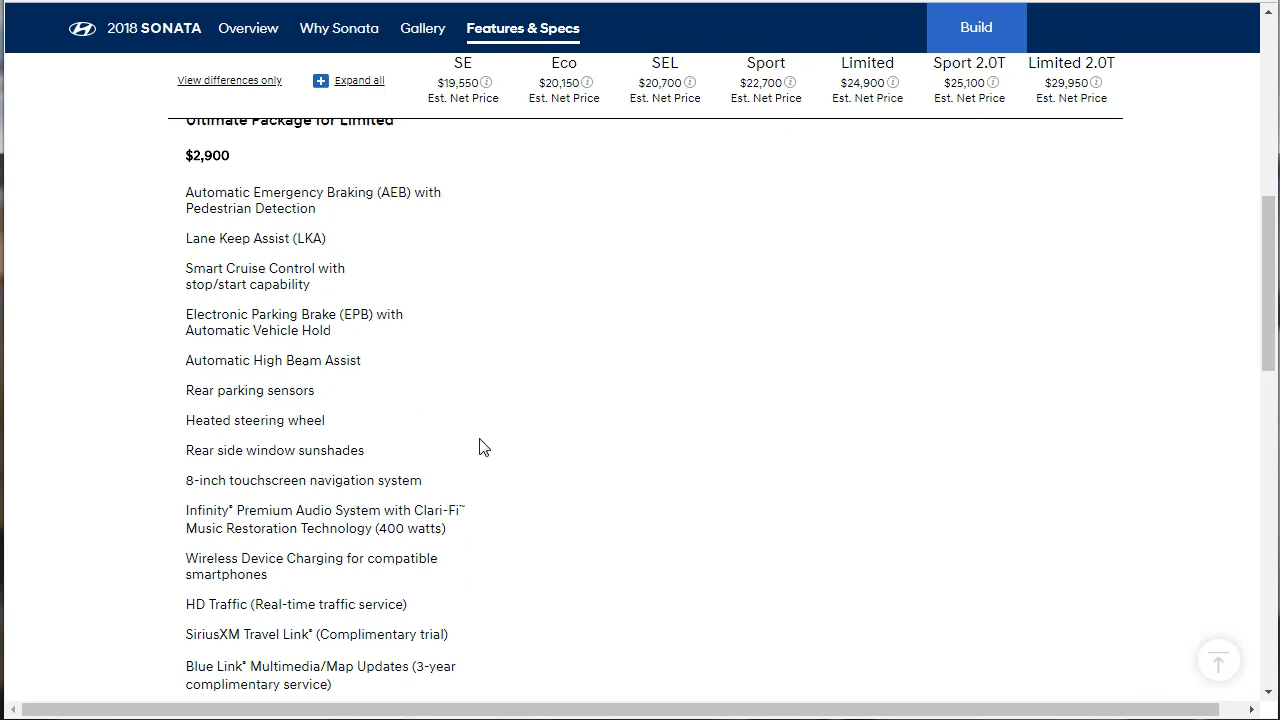 2018 SONATA Overview Why Sonata Gallery Features & Specs Build
SE Eco SEL Sport Limited Sport 2.0T Limited 2.0T
View differences only Expand all $19,550 $20,150 $20,700 $22,700 $24,900 $25,100 $29,950
Est. Net Price Est. Net Price Est. Net Price Est. Net Price Est. Net Price Est. Net Price Est. Net Price
Ultimate Package for Limited
$2,900
Automatic Emergency Braking (AEB) with
Pedestrian Detection
Lane Keep Assist (LKA)
Smart Cruise Control with
stop/start capability
Electronic Parking Brake (EPB) with
Automatic Vehicle Hold
Automatic High Beam Assist
Rear parking sensors
Heated steering wheel
Rear side window sunshades
8-inch touchscreen navigation system
Infinity® Premium Audio System with Clari-Fi™
Music Restoration Technology (400 watts)
Wireless Device Charging for compatible
smartphones
HD Traffic (Real-time traffic service)
SiriusXM Travel Link® (Complimentary trial)
Blue Link® Multimedia/Map Updates (3-year
complimentary service)